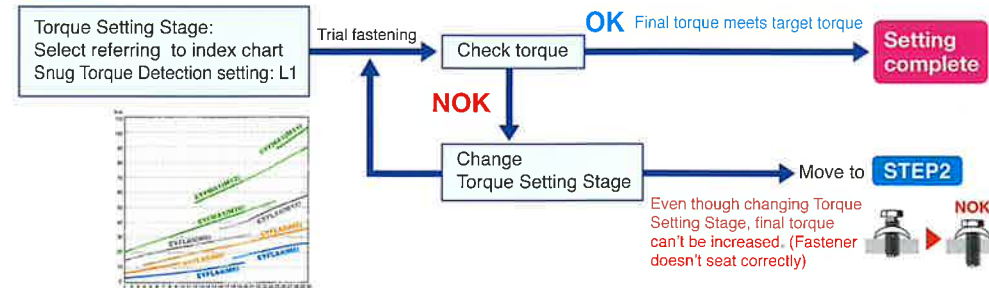 Torque Setting Stage:
Select referring to index chart
Snug Torque Detection setting: L1
Trial fastening
Check torque
OK Final torque meets target torque
Setting
complete
NOK
Change
Torque Setting Stage
Move to STEP2
Even though changing Torque
Setting Stage, final torque
can't be increased. (Fastener
doesn't seat correctly)
NOK